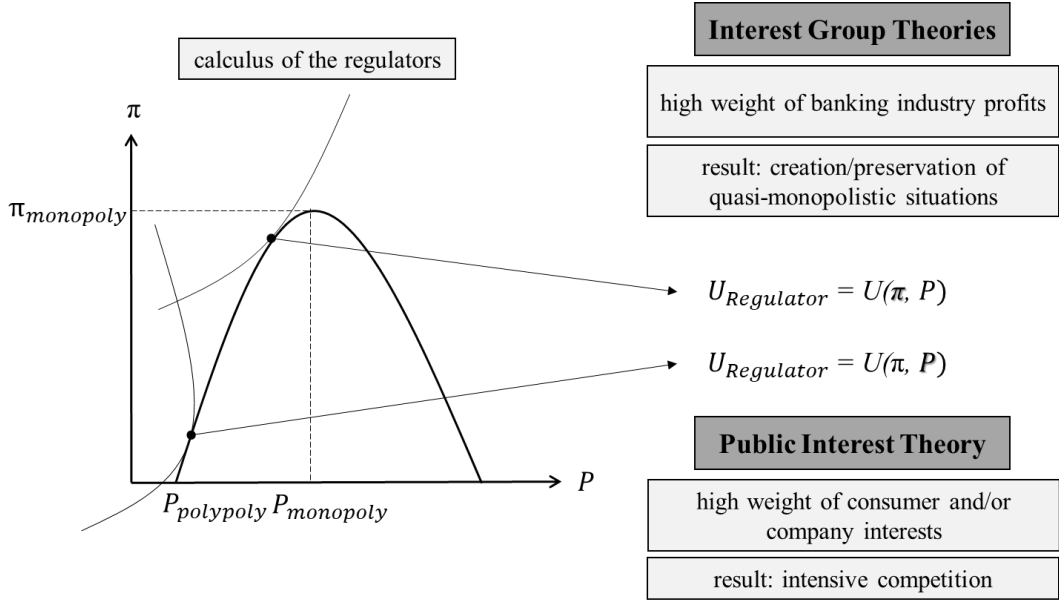 Interest Group Theories
calculus of the regulators
high weight of banking industry profits
π
result: creation/preservation of
quasi-monopolistic situations
π_monopoly
U_Regulator = U(π, P)
U_Regulator = U(π, P)
Public Interest Theory
P
P_polypoly P_monopoly
high weight of consumer and/or
company interests
result: intensive competition